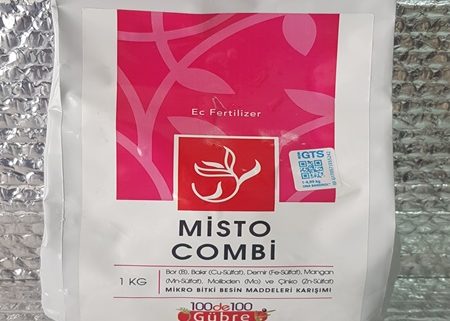 Ec Fertilizer
GTS
MİSTO
COMBİ
1 KG
Bor (B), Bakır (Cu-Sülfat), Demir (Fe-Sülfat), Mangan
(Mn-Sülfat), Molibden (Mo) ve Çinko (Zn-Sülfat)
MİKRO BİTKİ BESİN MADDELERİ KARIŞIMI
100de100
Gübre